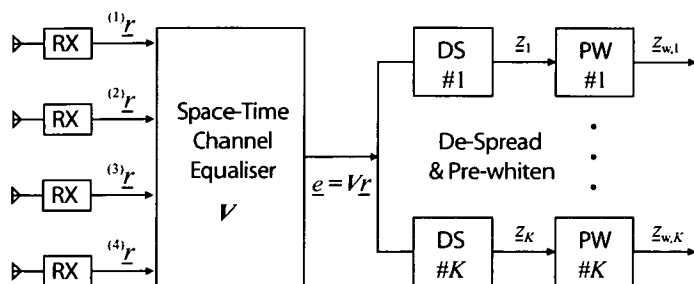 RX
(1)r
RX
(2)r
RX
(3)r
RX
(4)r
Space-Time
Channel
Equaliser
V
e = Vr
DS
#1
z1
PW
#1
zw,1
De-Spread
& Pre-whiten
DS
#K
zK
PW
#K
zw,K